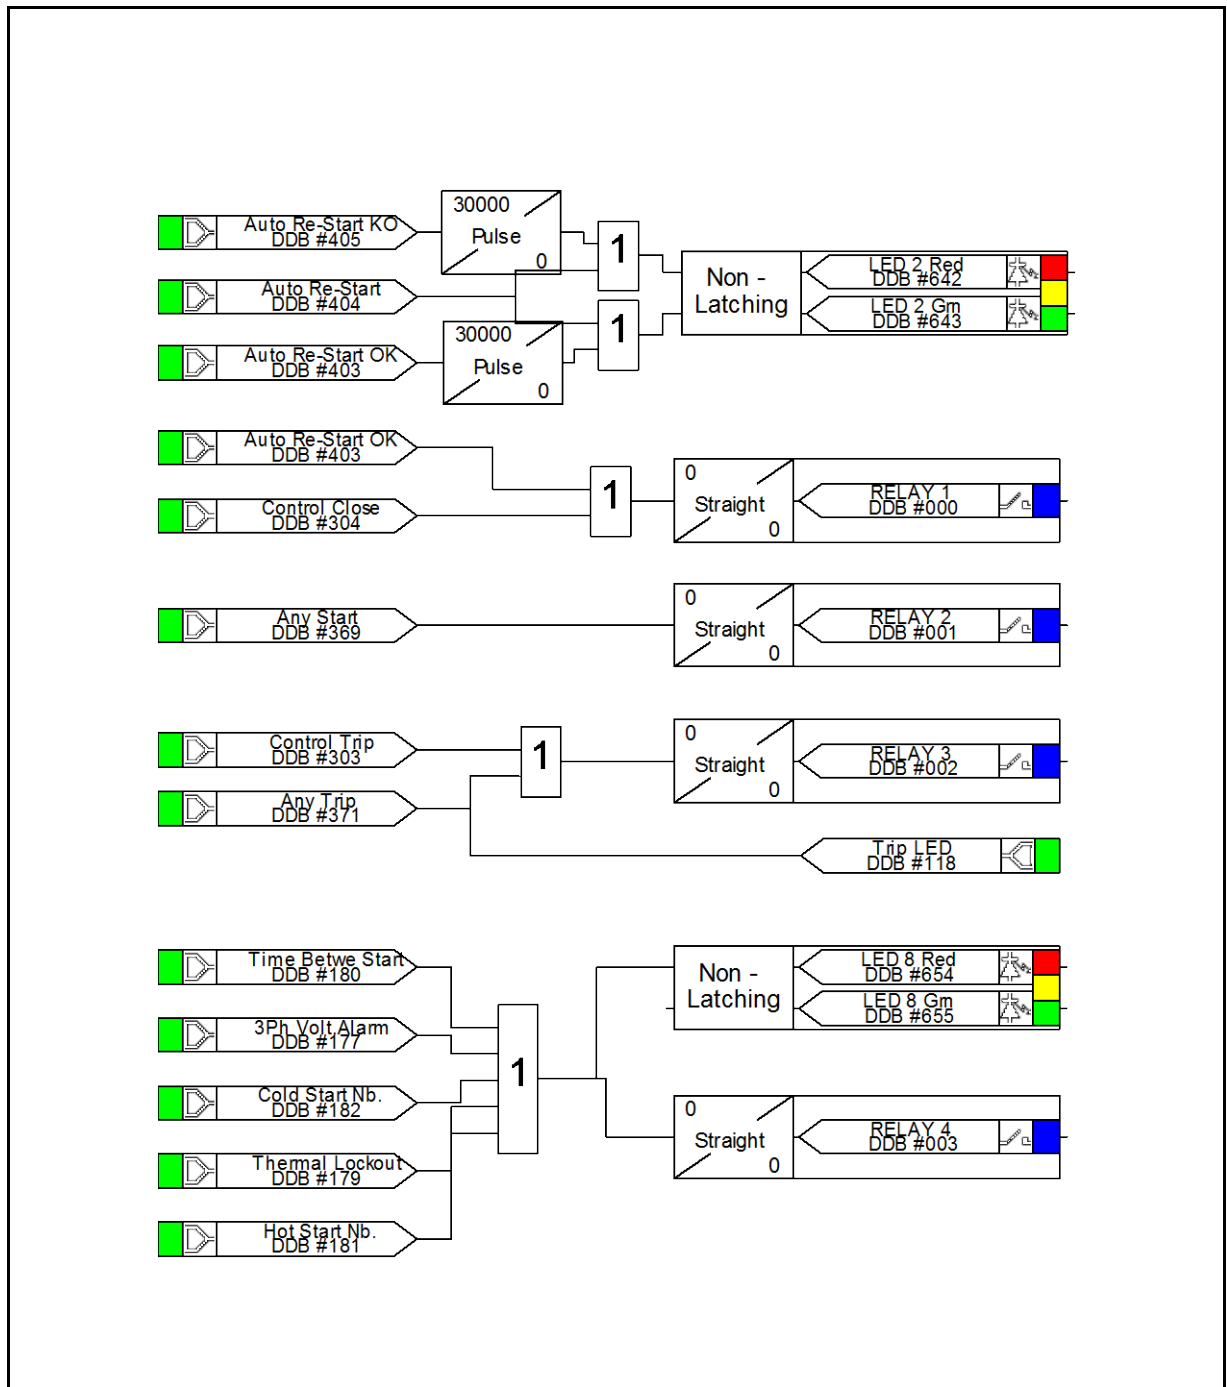 Auto Re-Start KO
DDB #405
30000
Pulse
0
1
Auto Re-Start
DDB #404
Non -
Latching
LED 2 Red
DDB #642
LED 2 Grn
DDB #643
Auto Re-Start OK
DDB #403
30000
Pulse
0
1
Auto Re-Start OK
DDB #403
Control Close
DDB #304
1
0
Straight
0
RELAY 1
DDB #000
Any Start
DDB #369
0
Straight
0
RELAY 2
DDB #001
Control Trip
DDB #303
Any Trip
DDB #371
1
0
Straight
0
RELAY 3
DDB #002
Trip LED
DDB #118
Time Betwe Start
DDB #180
3Ph Volt Alarm
DDB #177
Cold Start Nb.
DDB #182
Thermal Lockout
DDB #179
Hot Start Nb.
DDB #181
1
Non -
Latching
LED 8 Red
DDB #654
LED 8 Grn
DDB #655
0
Straight
0
RELAY 4
DDB #003